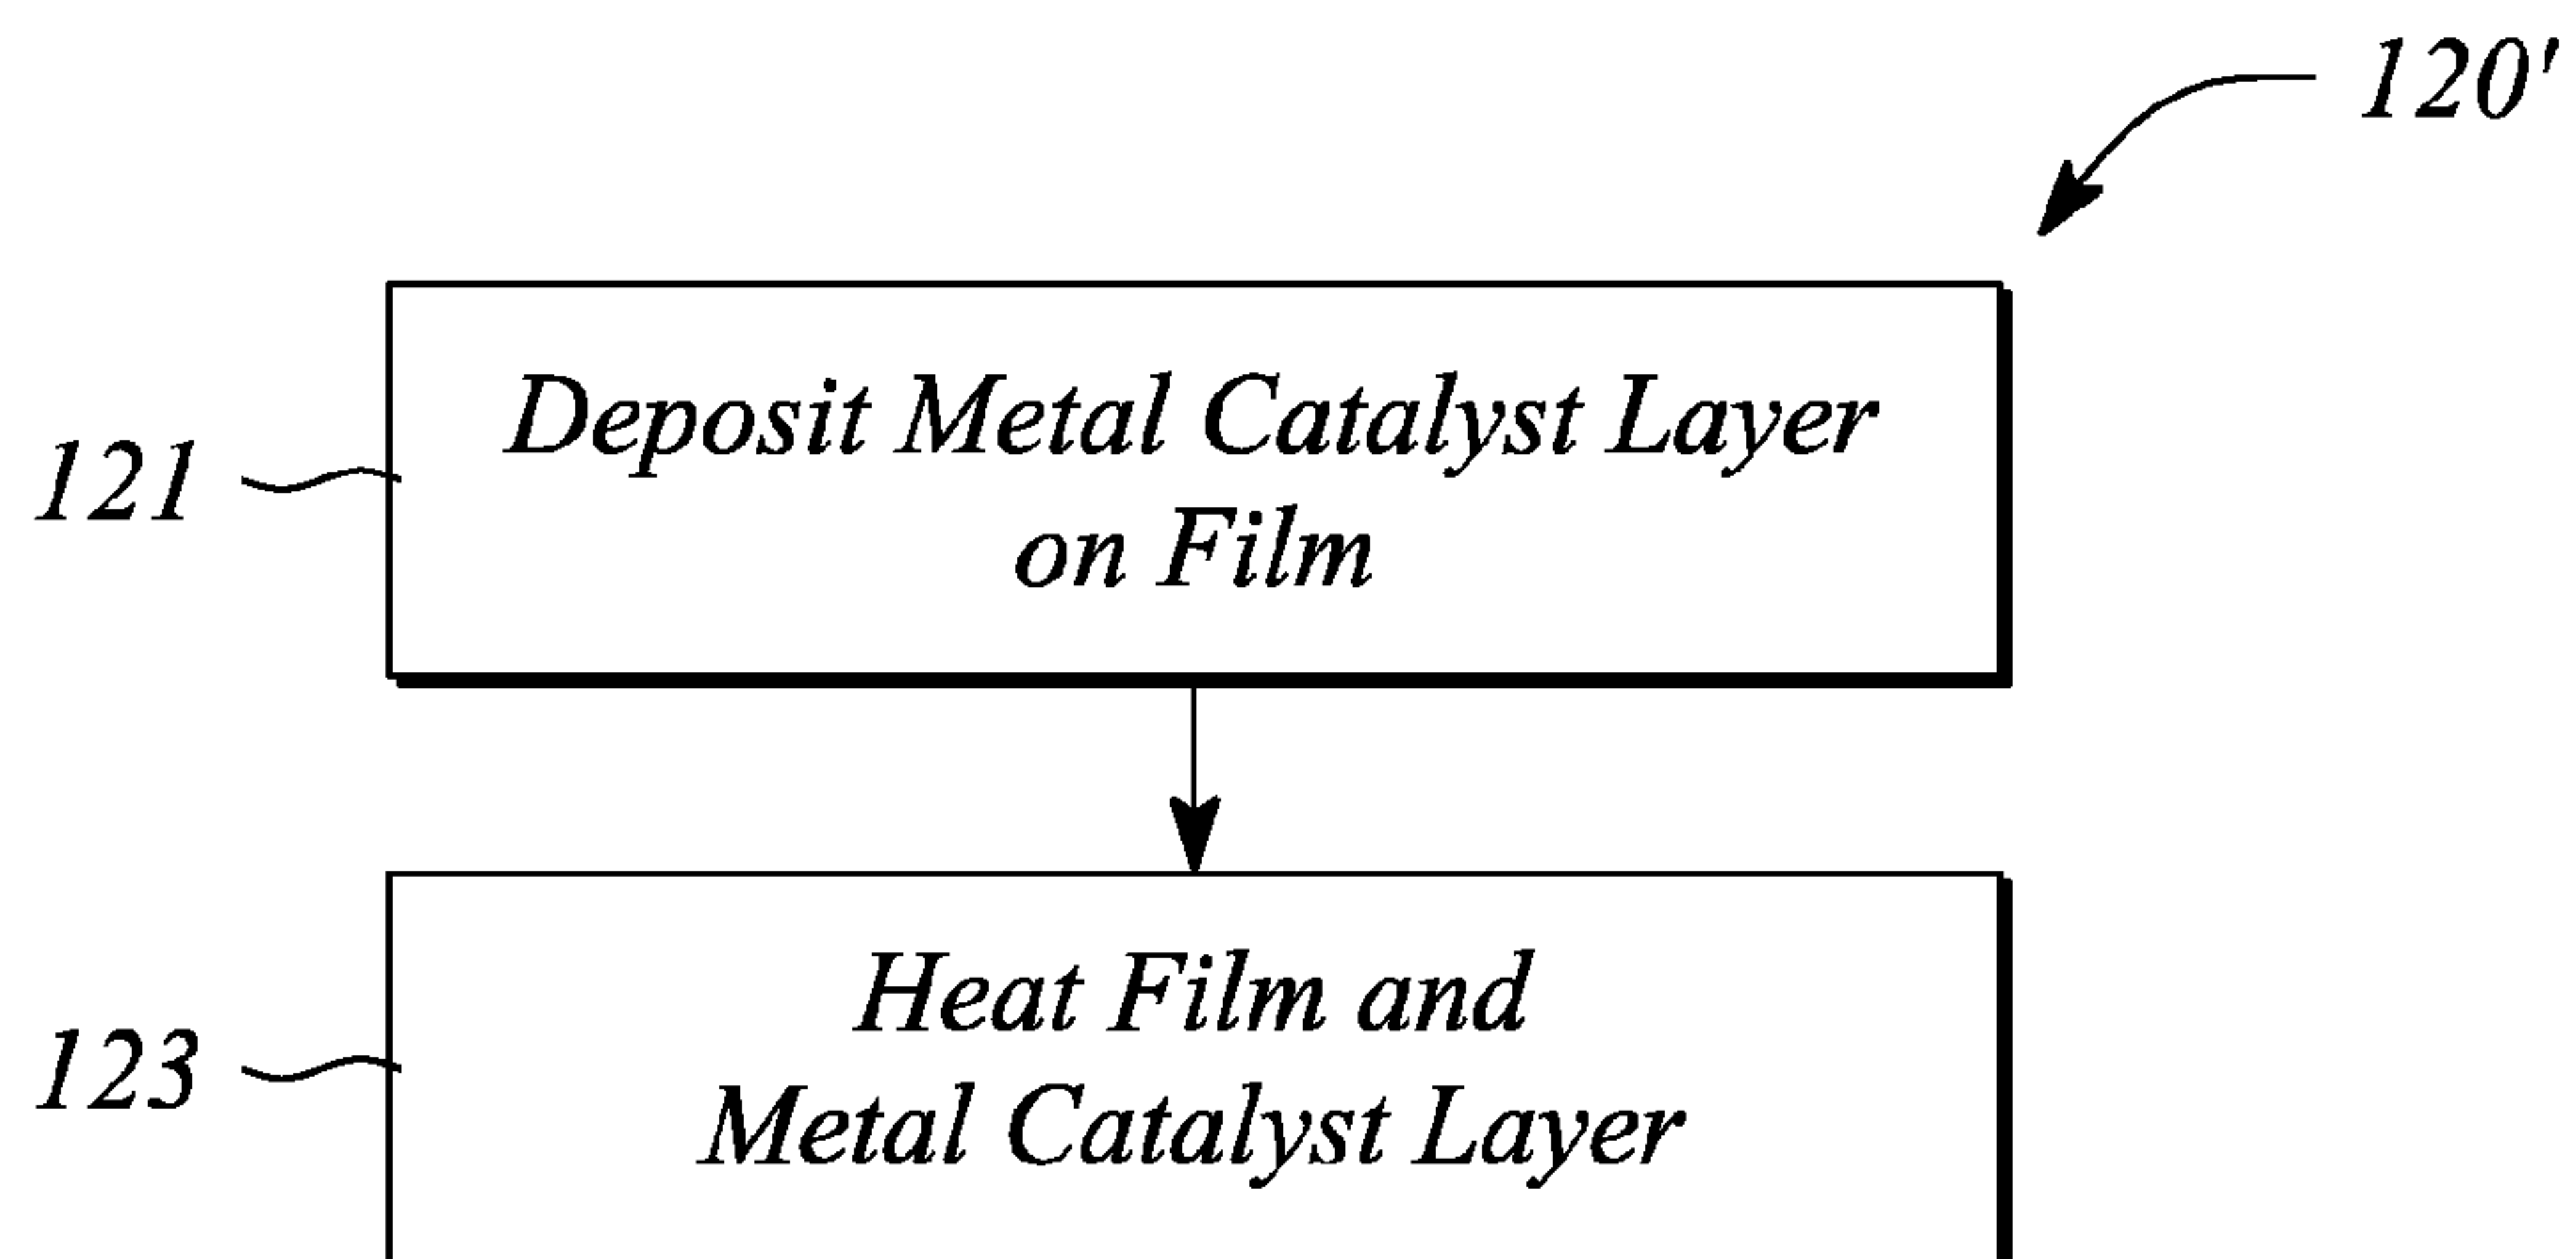 120'
Deposit Metal Catalyst Layer
on Film
121
Heat Film and
Metal Catalyst Layer
123